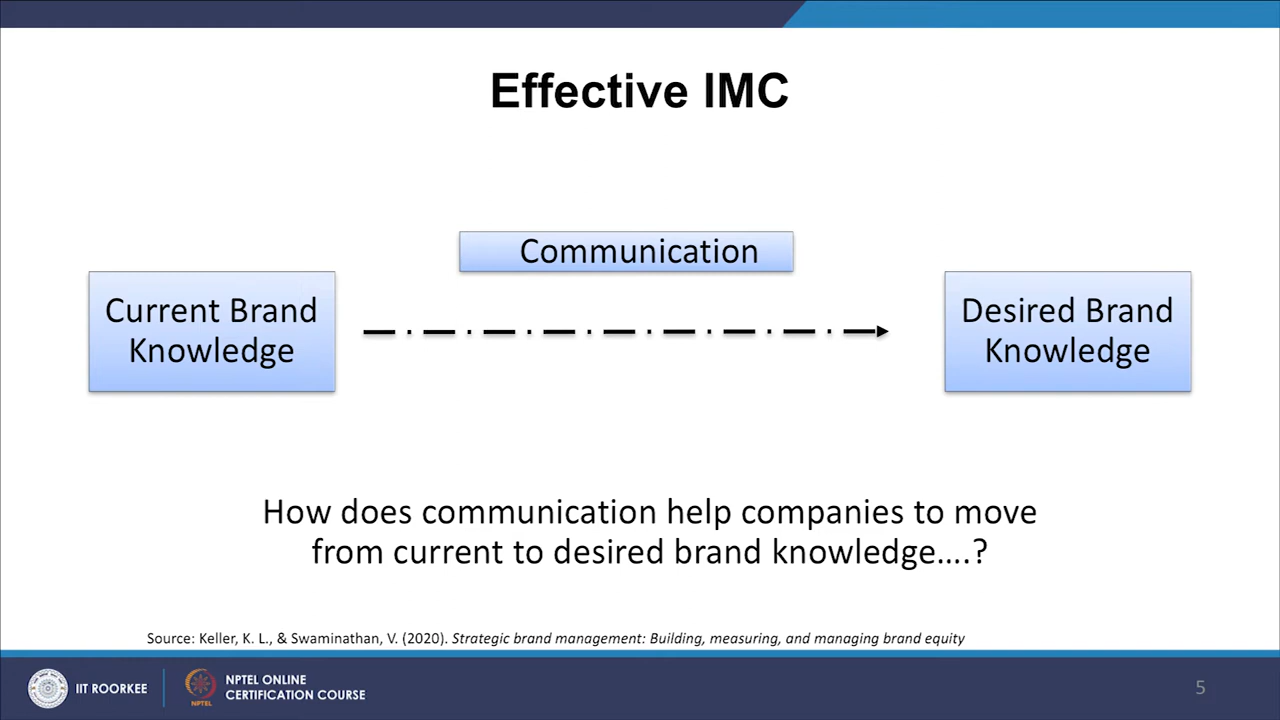 Effective IMC
Communication
Current Brand
Knowledge
Desired Brand
Knowledge
How does communication help companies to move
from current to desired brand knowledge....?
Source: Keller, K. L., & Swaminathan, V. (2020). Strategic brand management: Building, measuring, and managing brand equity
IIT ROORKEE
NPTEL
NPTEL ONLINE
CERTIFICATION COURSE
5